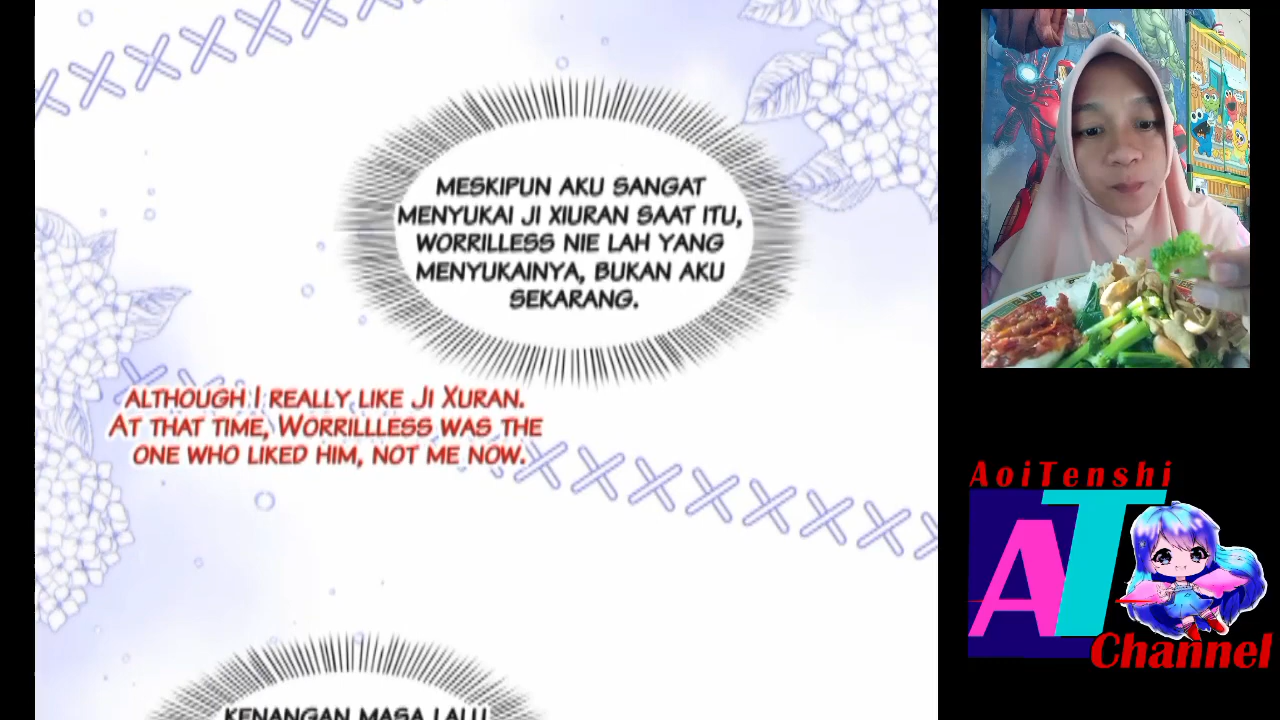 MESKIPUN AKU SANGAT
MENYUKAI JI XIURAN SAAT ITU,
WORRILLESS NIE LAH YANG
MENYUKAINYA, BUKAN AKU
SEKARANG.
ALTHOUGH I REALLY LIKE JI XURAN.
AT THAT TIME, WORRILLLESS WAS THE
ONE WHO LIKED HIM, NOT ME NOW.
KENANGAN MASA LALU
AoiTenshi
AT
Channel